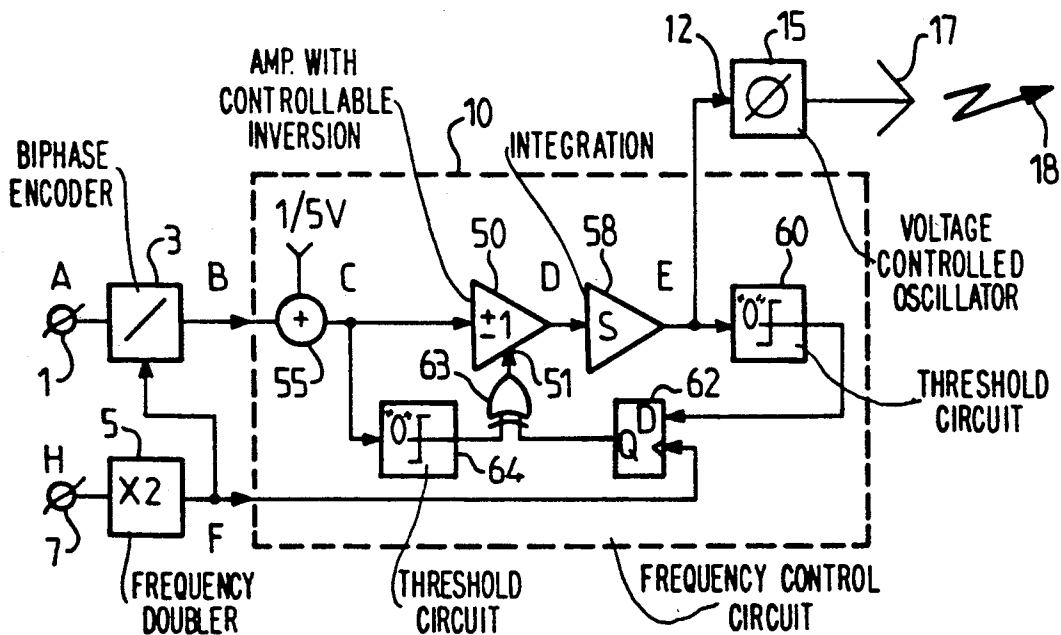 AMP. WITH
CONTROLLABLE
INVERSION
10
INTEGRATION
12
15
17
18
BIPHASE
ENCODER
3
1/5V
50
58
60
VOLTAGE
CONTROLLED
OSCILLATOR
A
B
C
D
E
+
±1
S
"0"
1
55
63
51
62
THRESHOLD
CIRCUIT
5
"0"
64
D
Q
H
X2
7
F
FREQUENCY
DOUBLER
THRESHOLD
CIRCUIT
FREQUENCY CONTROL
CIRCUIT